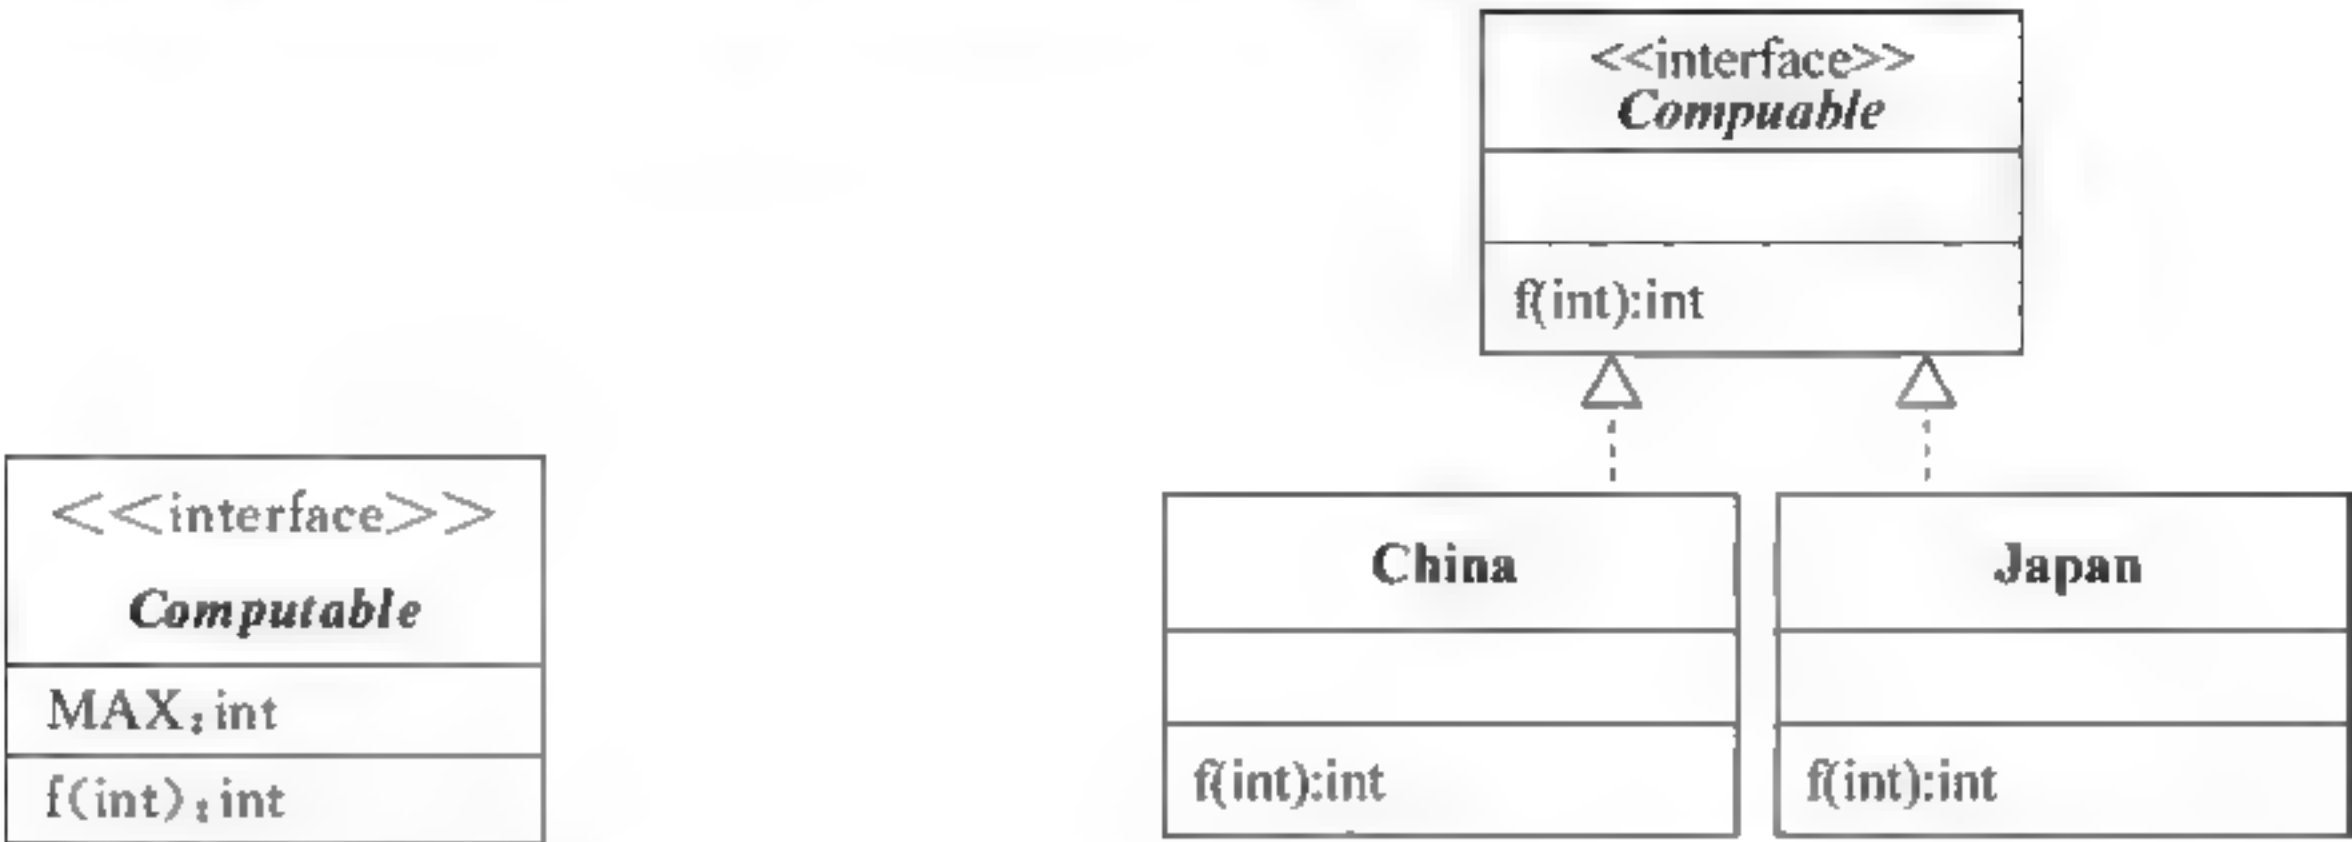 <<interface>>
Computable
MAX:int
f(int):int
<<interface>>
Compuable
f(int):int
China
f(int):int
Japan
f(int):int